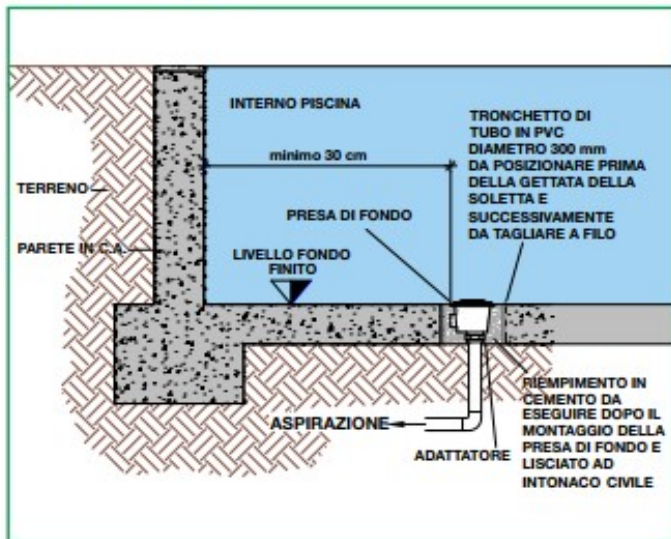 INTERNO PISCINA
minimo 30 cm
TRONCHETTO DI
TUBO IN PVC
DIAMETRO 300 mm
DA POSIZIONARE PRIMA
DELLA GETTATA DELLA
SOLETTA E
SUCCESSIVAMENTE
DA TAGLIARE A FILO
TERRENO
PRESA DI FONDO
PARETE IN C.A.
LIVELLO FONDO
FINITO
RIEMPIMENTO IN
CEMENTO DA
ESEGUIRE DOPO IL
MONTAGGIO DELLA
PRESA DI FONDO E
LISCIATO AD
INTONACO CIVILE
ASPIRAZIONE
ADATTATORE